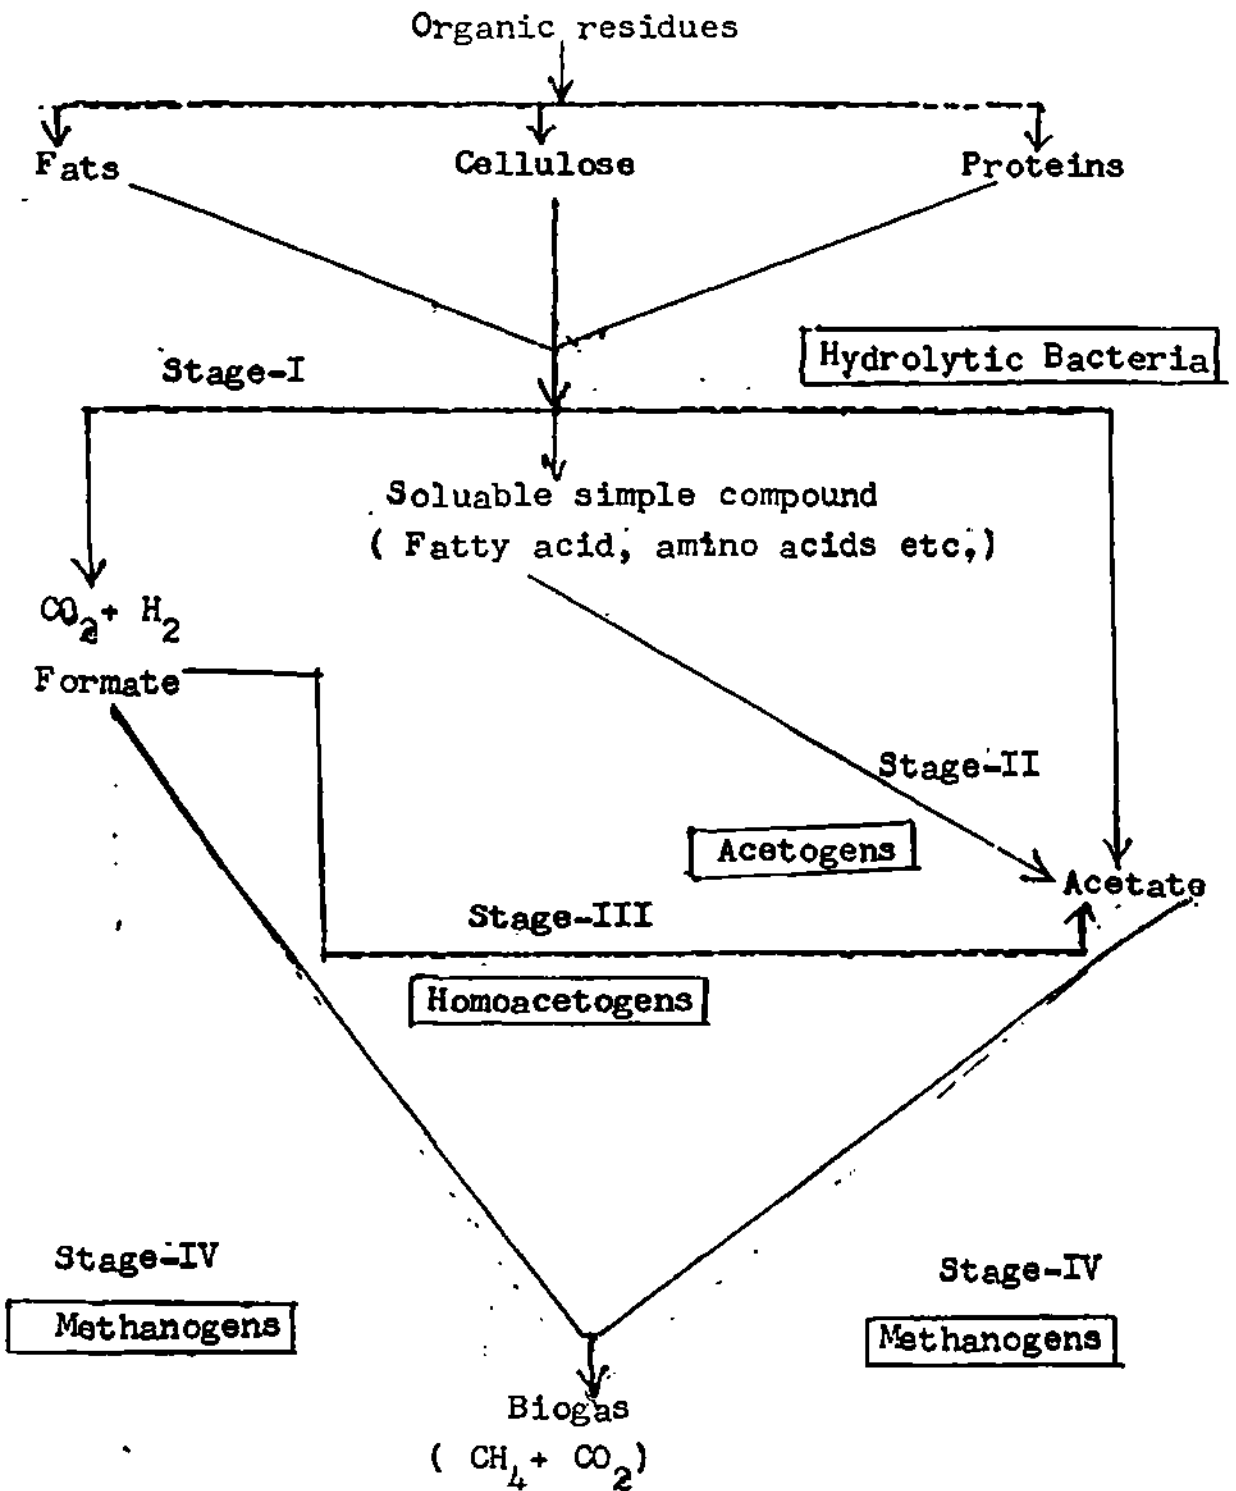 Organic residues
Fats Cellulose Proteins
Hydrolytic Bacteria
Stage-I
Soluable simple compound
( Fatty acid, amino acids etc,)
CO2+ H2
Formate
Stage-II
Acetogens
Acetate
Stage-III
Homoacetogens
Stage-IV Stage-IV
Methanogens Methanogens
Biogas
( CH4+ CO2)